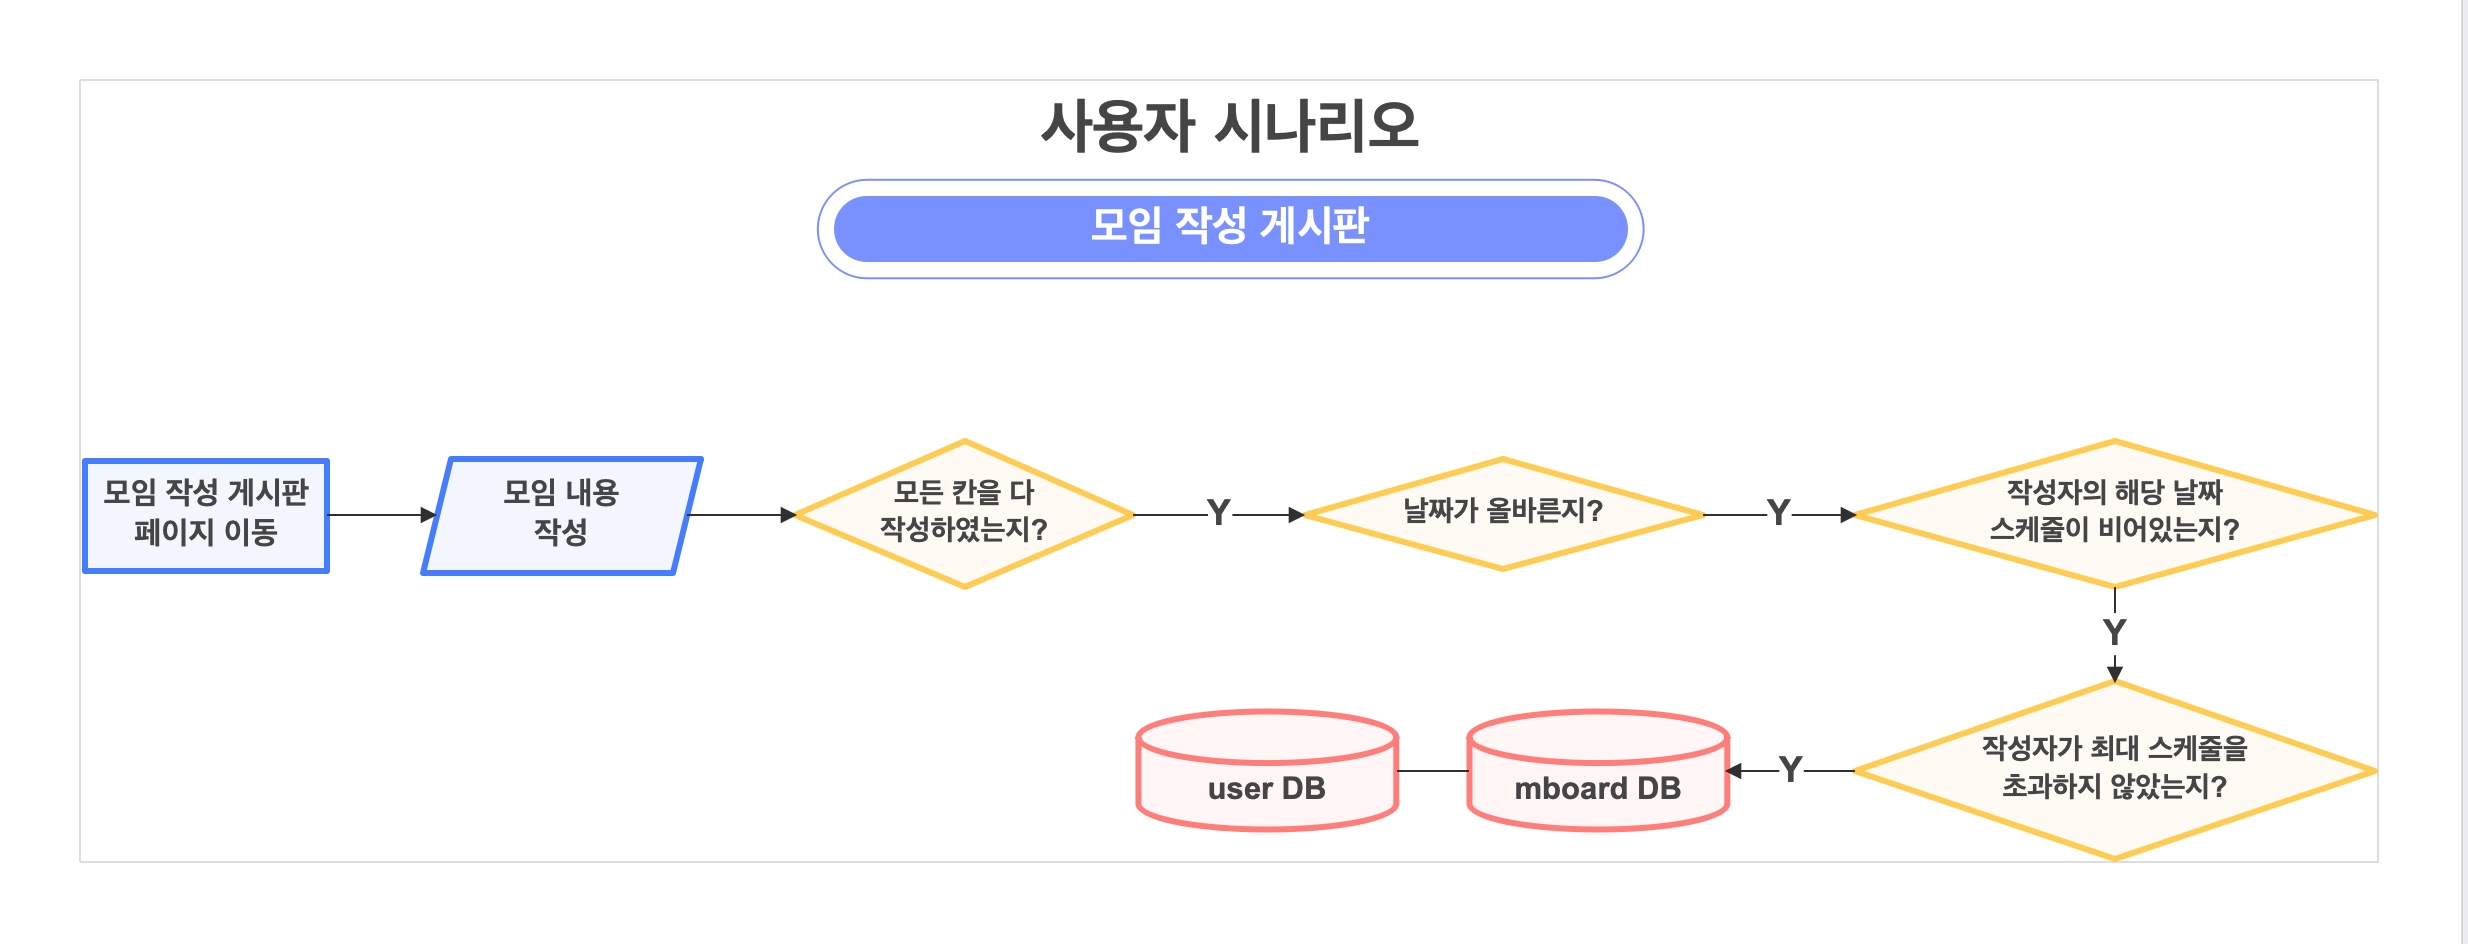 사용자 시나리오
모임 작성 게시판
모임 작성 게시판
페이지 이동
모임 내용
작성
모든 칸을 다
작성하였는지?
Y
날짜가 올바른지?
Y
작성자의 해당 날짜
스케줄이 비어있는지?
Y
작성자가 최대 스케줄을
초과하지 않았는지?
Y
mboard DB
user DB